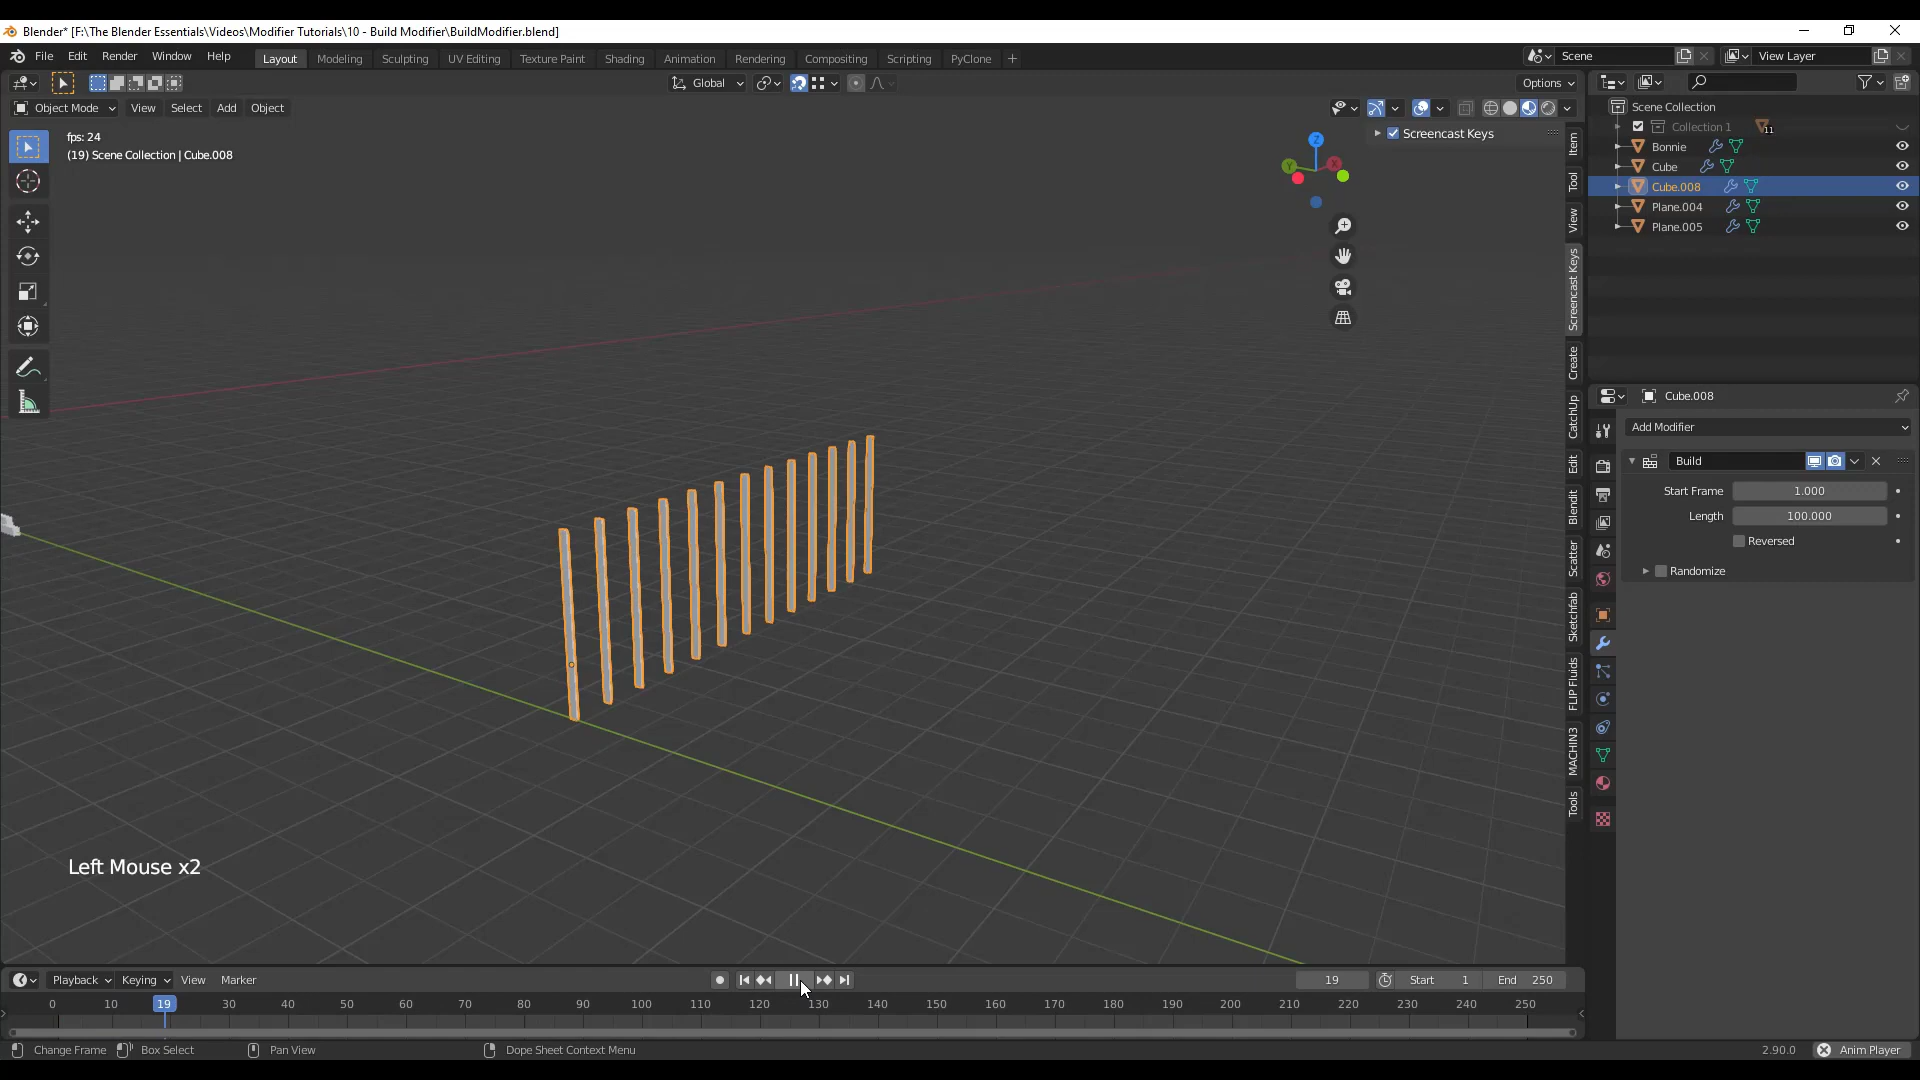 Blender* [F:\The Blender Essentials\Videos\Modifier Tutorials\10 - Build Modifier\BuildModifier.blend]
File Edit Render Window Help
Layout Modeling Sculpting UV Editing Texture Paint Shading Animation Rendering Compositing Scripting PyClone +
Scene
View Layer
Global
Options
Object Mode View Select Add Object
fps: 24
(19) Scene Collection | Cube.008
Screencast Keys
Z
Y
X
Item
Tool
View
Screencast Keys
Create
CatchUp
Edit
Blendit
Scatter
Sketchfab
FLIP Fluids
MACHIN3
Tools
Scene Collection
Collection 1 11
Bonnie
Cube
Cube.008
Plane.004
Plane.005
Cube.008
Add Modifier
Build
Start Frame 1.000
Length 100.000
Reversed
Randomize
Left Mouse x2
Playback Keying View Marker
19 Start 1 End 250
0 10 19 30 40 50 60 70 80 90 100 110 120 130 140 150 160 170 180 190 200 210 220 230 240 250
Change Frame Box Select Pan View Dope Sheet Context Menu
2.90.0 Anim Player